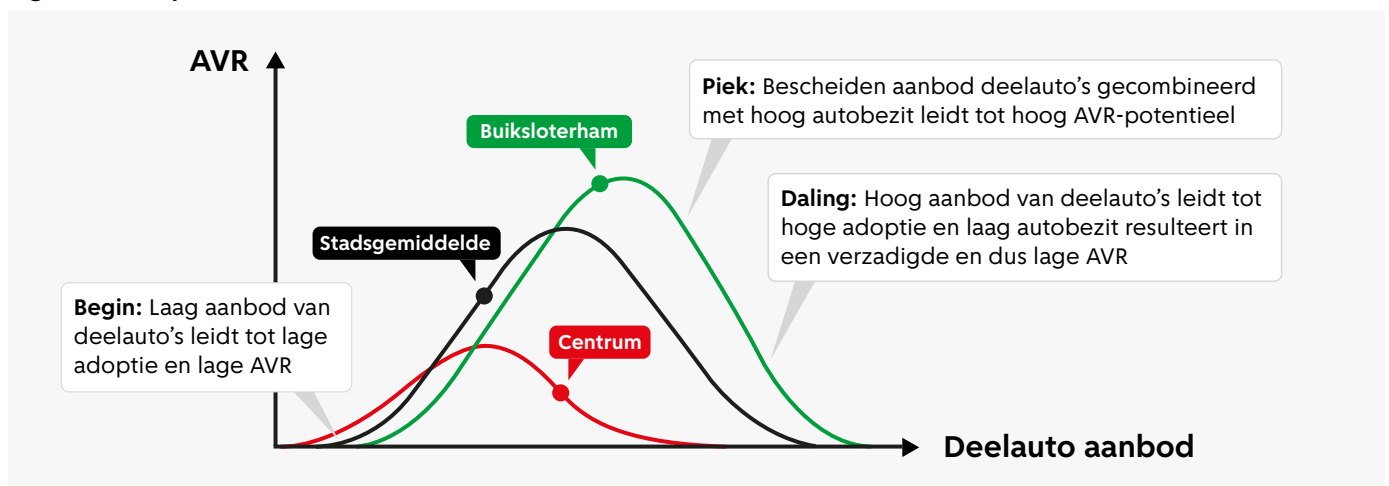 AVR
Piek: Bescheiden aanbod deelauto’s gecombineerd
met hoog autobezit leidt tot hoog AVR-potentieel
Buiksloterham
Daling: Hoog aanbod van deelauto’s leidt tot
hoge adoptie en laag autobezit resulteert in
een verzadigde en dus lage AVR
Stadsgemiddelde
Begin: Laag aanbod van
deelauto’s leidt tot lage
adoptie en lage AVR
Centrum
Deelauto aanbod